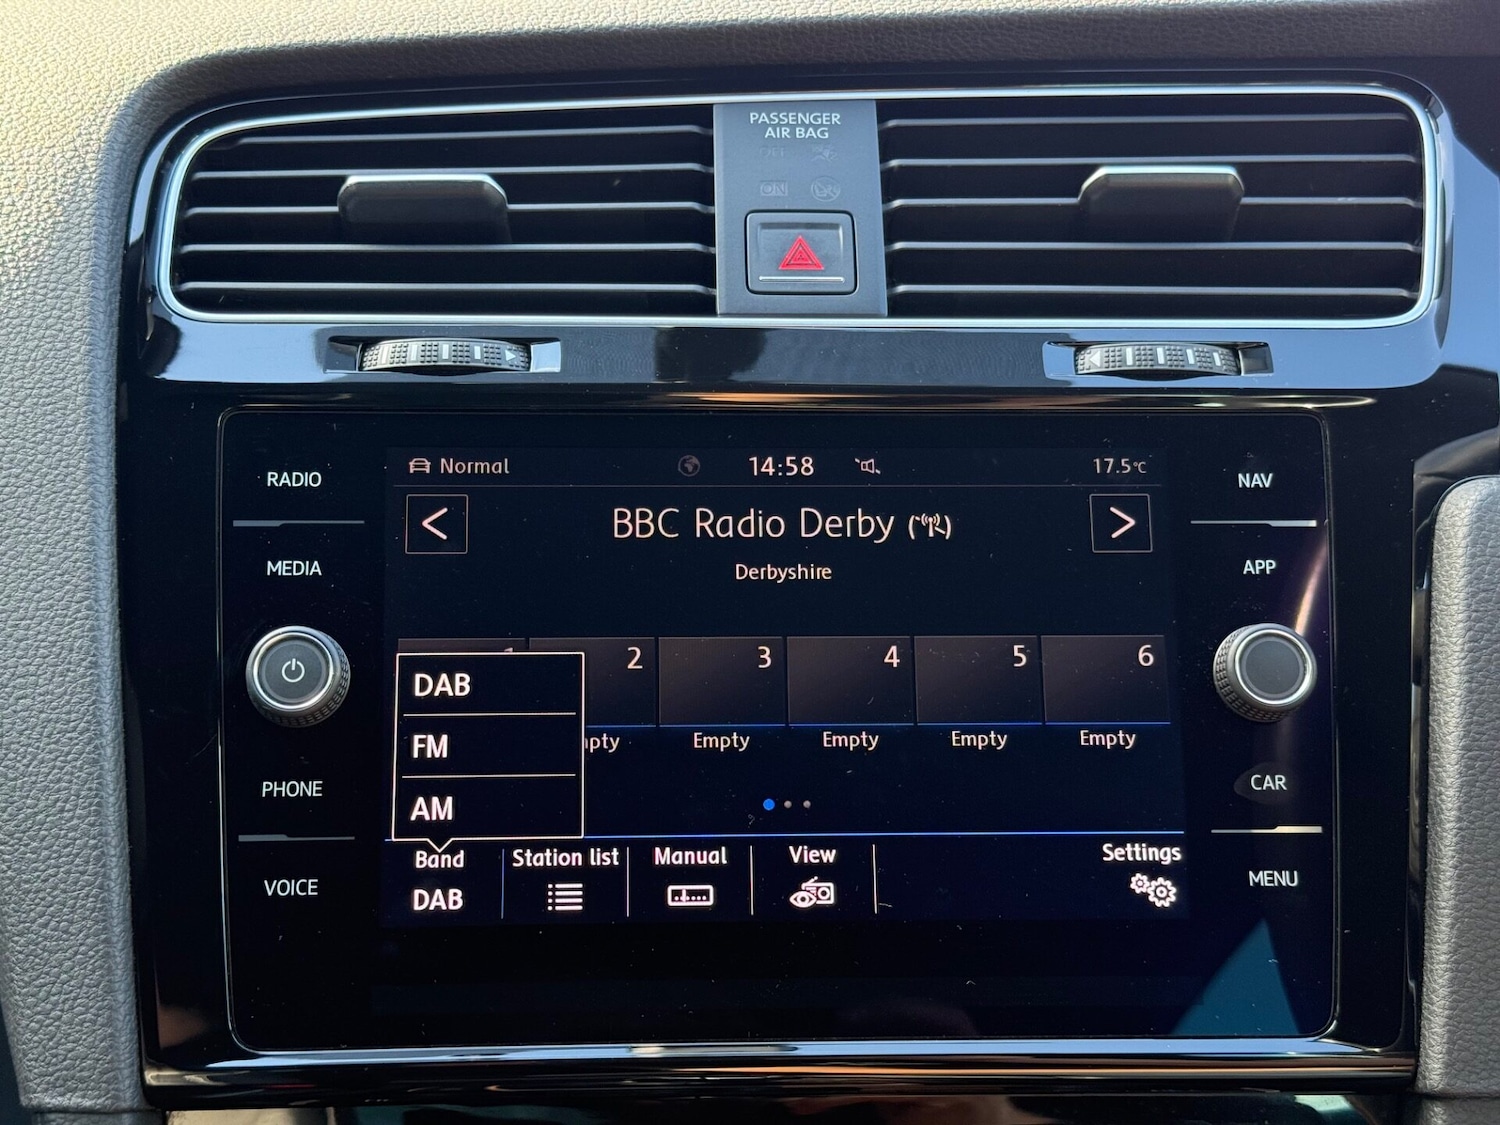 PASSENGER
AIR BAG
OFF
ON
RADIO
MEDIA
PHONE
VOICE
Normal 14:58 17.5°C
BBC Radio Derby
Derbyshire
2 3 4 5 6
Empty Empty Empty Empty
DAB
FM
AM
Band Station list Manual View Settings
DAB
NAV
APP
CAR
MENU